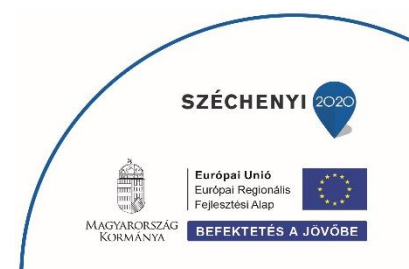 SZÉCHENYI 2020
Európai Unió
Európai Regionális
Fejlesztési Alap
MAGYARORSZÁG
KORMÁNYA
BEFEKTETÉS A JÖVŐBE